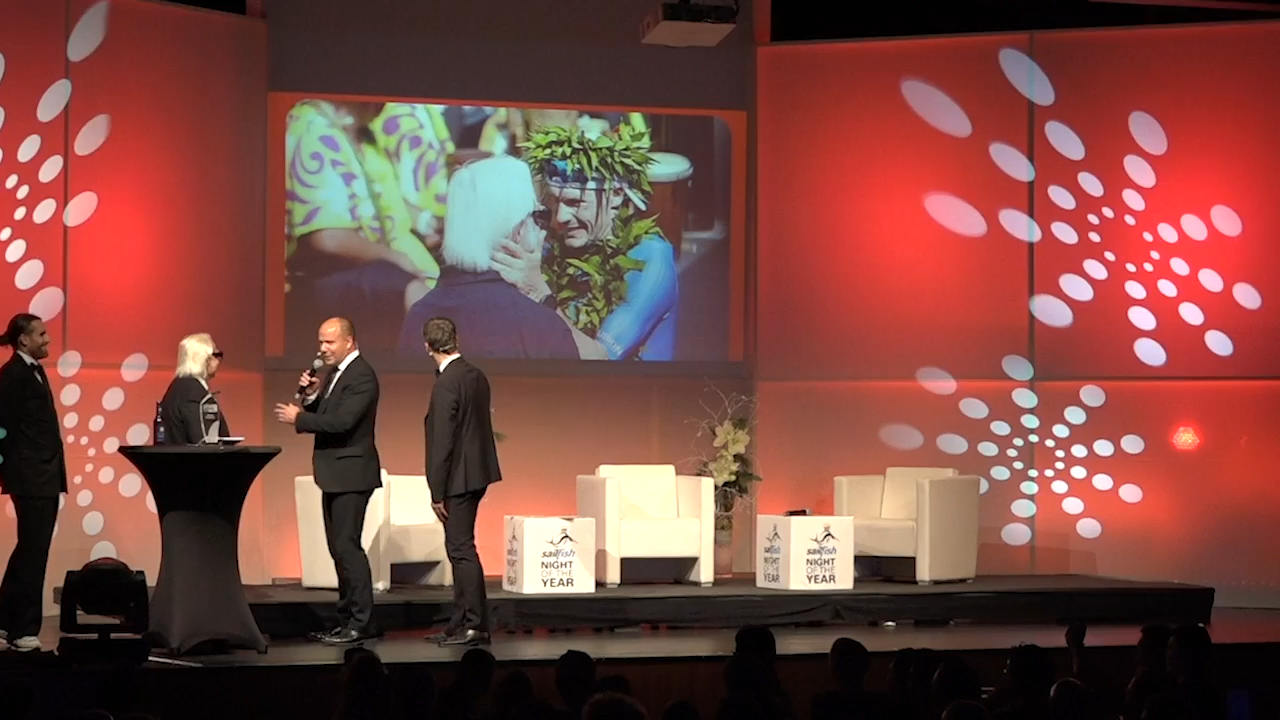 sailfish
NIGHT
OF THE
YEAR
sailfish
NIGHT
OF THE
YEAR